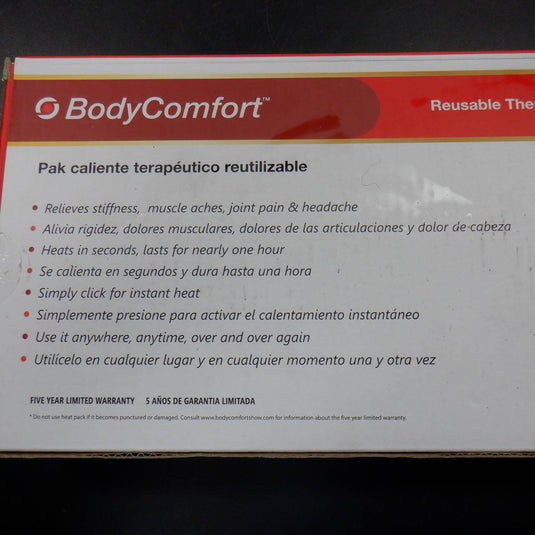 BodyComfort™
Reusable
Pak caliente terapéutico reutilizable
• Relieves stiffness, muscle aches, joint pain & headache
• Alivia rigidez, dolores musculares, dolores de las articulaciones y dolor de cabeza
• Heats in seconds, lasts for nearly one hour
• Se calienta en segundos y dura hasta una hora
• Simply click for instant heat
• Simplemente presione para activar el calentamiento instantáneo
• Use it anywhere, anytime, over and over again
• Utilícelo en cualquier lugar y en cualquier momento una y otra vez
FIVE YEAR LIMITED WARRANTY 5 AÑOS DE GARANTIA LIMITADA
* Do not use heat pack if it becomes punctured or damaged. Consult www.bodycomfortshow.com for information about the five year limited warranty.